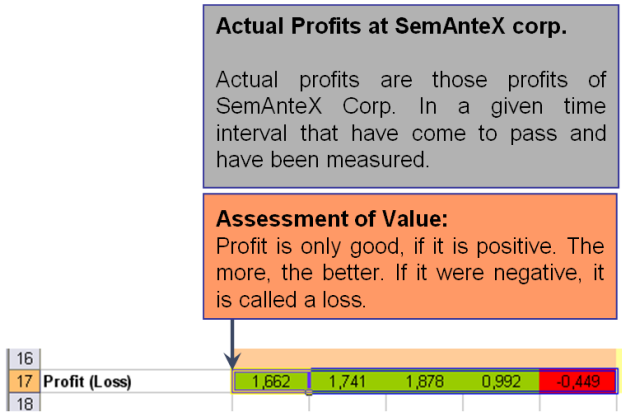 Actual Profits at SemAnteX corp.
Actual profits are those profits of
SemAnteX Corp. In a given time
interval that have come to pass and
have been measured.
Assessment of Value:
Profit is only good, if it is positive. The
more, the better. If it were negative, it
is called a loss.
16
17 Profit (Loss) 1,662 1,741 1,878 0,992 -0,449
18